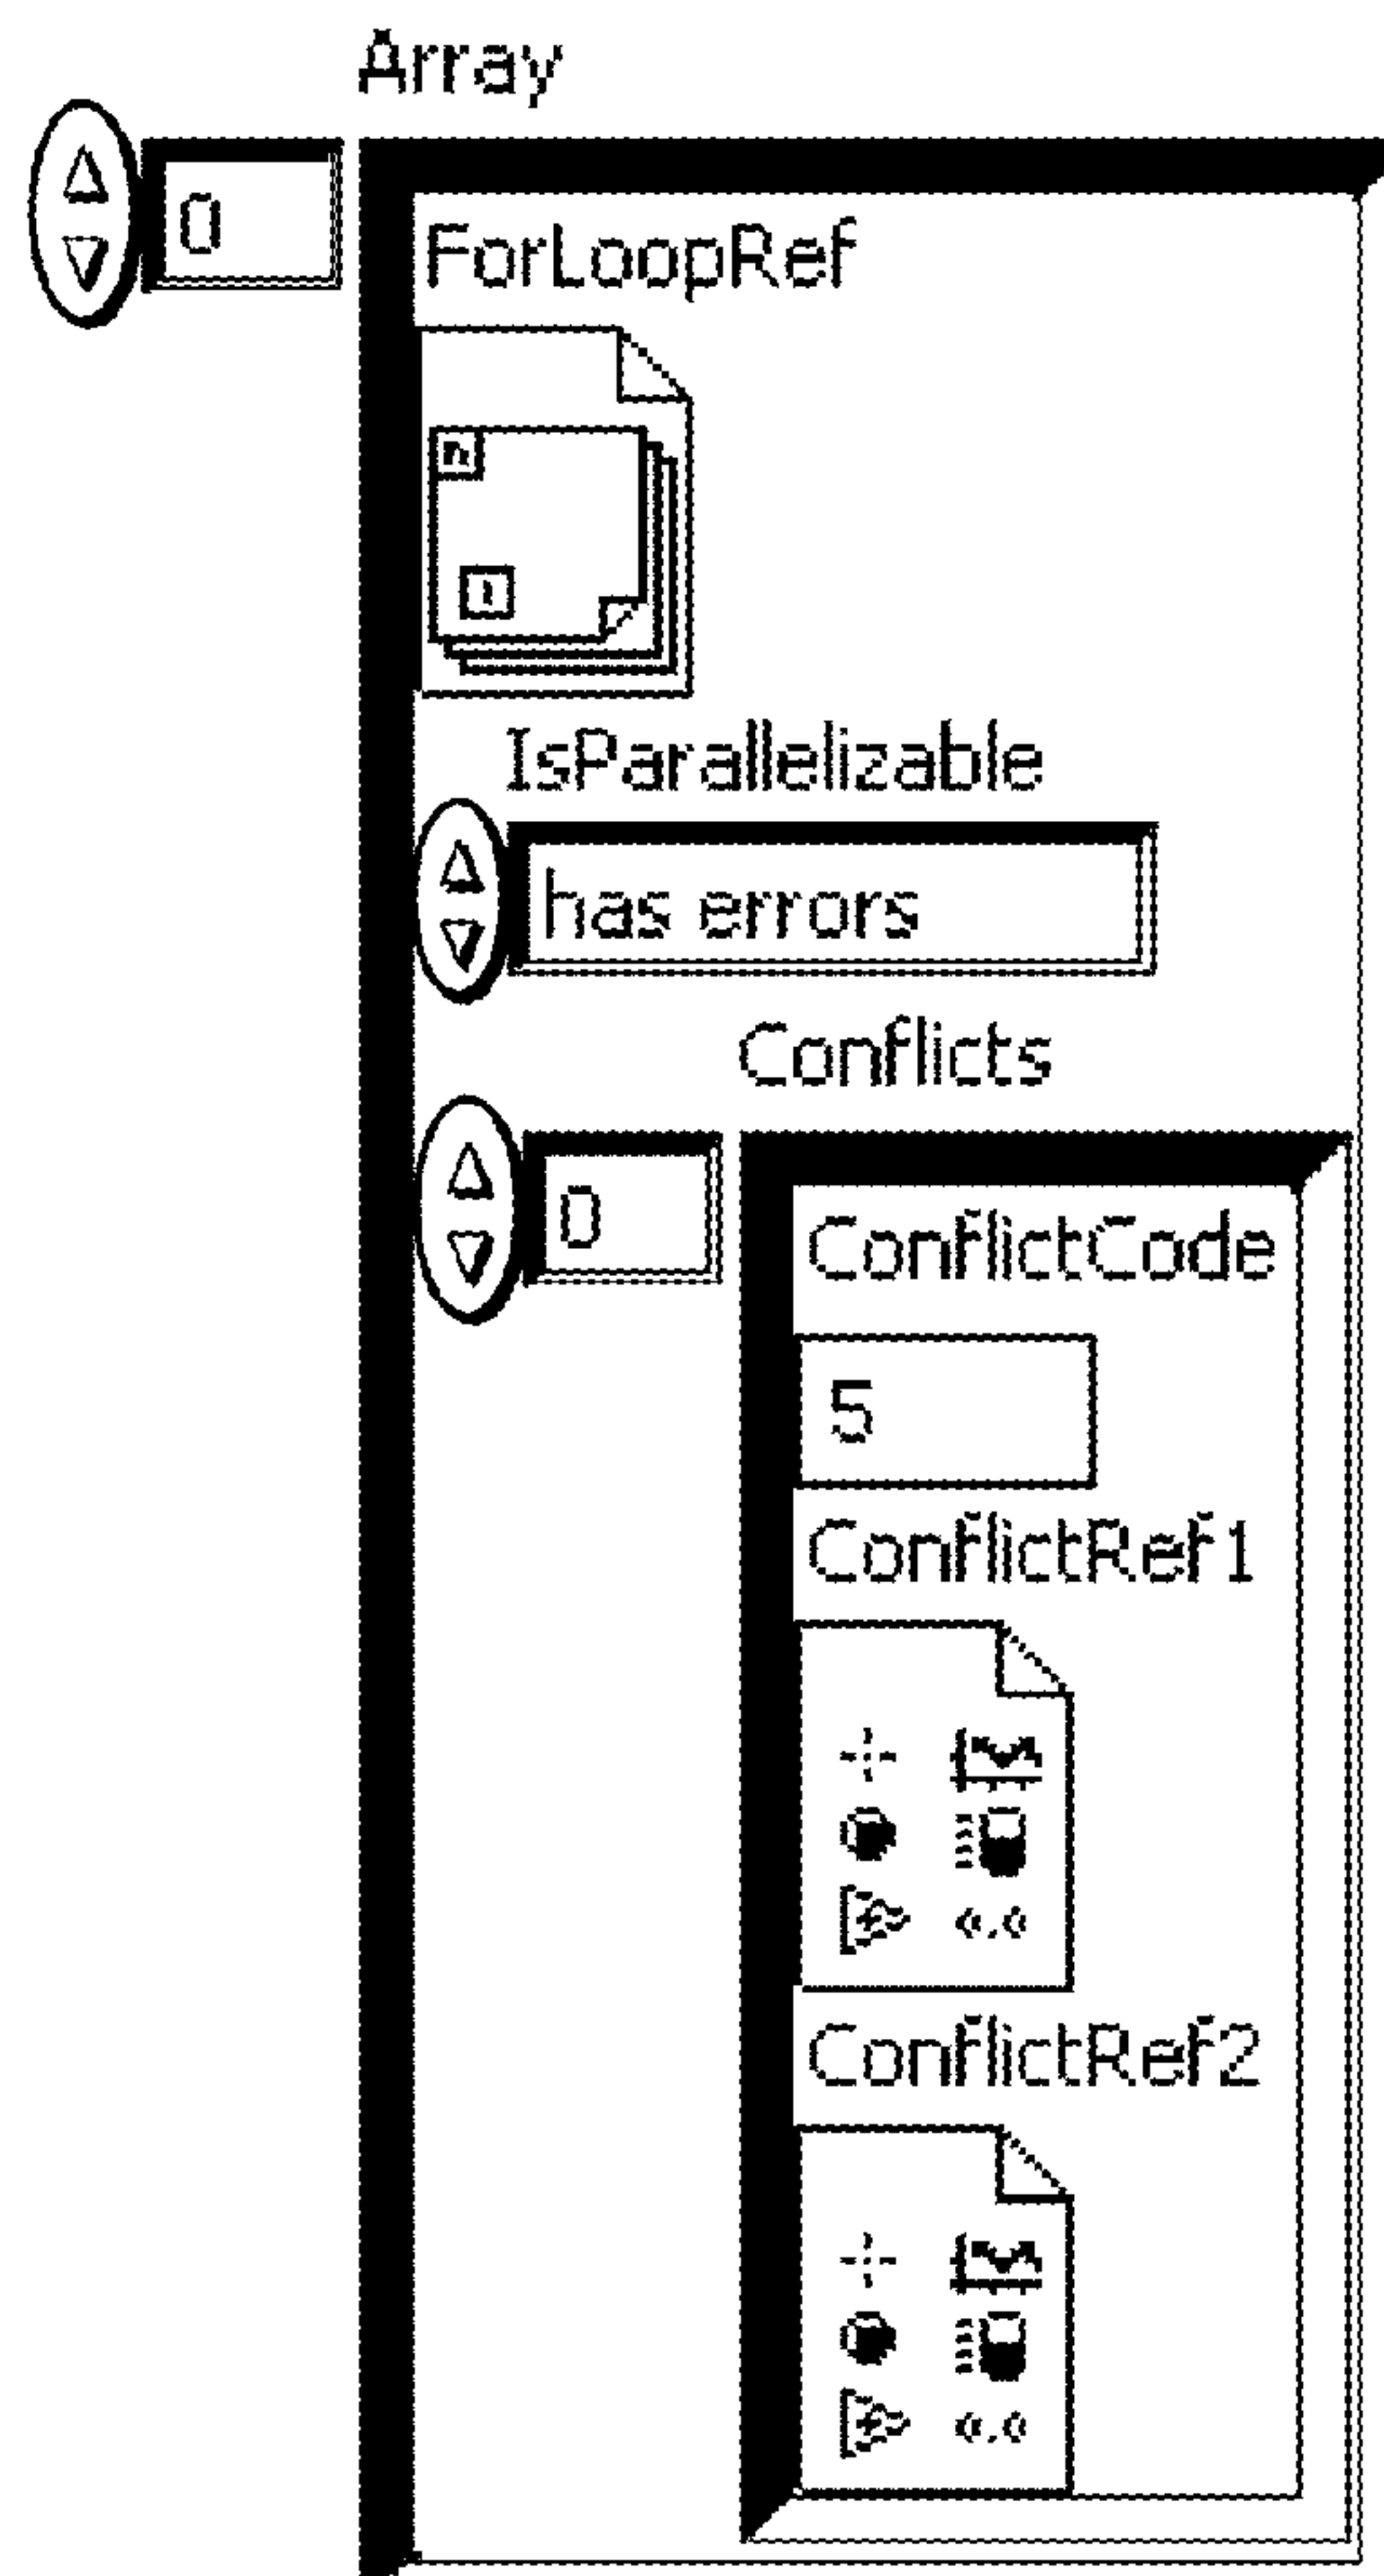 Array
0
ForLoopRef
IsParallelizable
has errors
Conflicts
0
ConflictCode
5
ConflictRef1
ConflictRef2